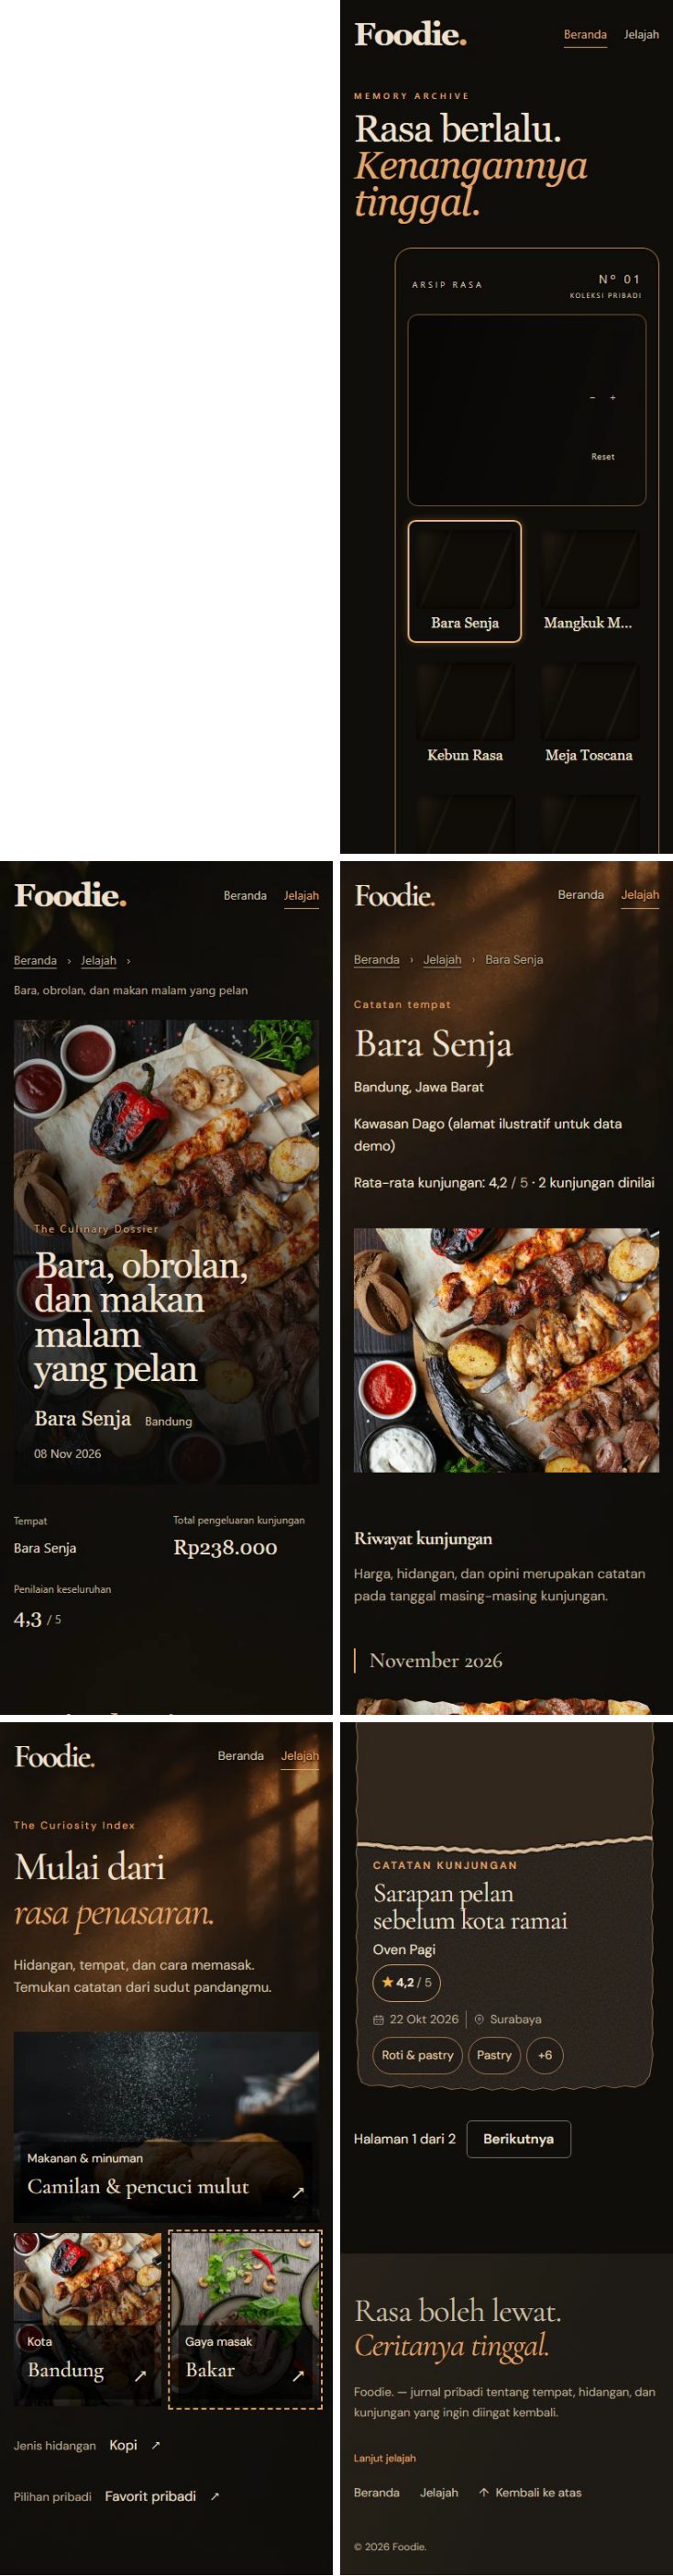 Foodie.
Beranda
Jelajah
MEMORY ARCHIVE
Rasa berlalu.
Kenangannya
tinggal.
ARSIP RASA
Nº 01
KOLEKSI PRIBADI
− +
Reset
Bara Senja
Mangkuk M...
Kebun Rasa
Meja Toscana
Foodie.
Beranda
Jelajah
Beranda › Jelajah ›
Bara, obrolan, dan makan malam yang pelan
The Culinary Dossier
Bara, obrolan,
dan makan
malam
yang pelan
Bara Senja Bandung
08 Nov 2026
Tempat
Bara Senja
Total pengeluaran kunjungan
Rp238.000
Penilaian keseluruhan
4,3 / 5
Foodie.
Beranda
Jelajah
Beranda › Jelajah › Bara Senja
Catatan tempat
Bara Senja
Bandung, Jawa Barat
Kawasan Dago (alamat ilustratif untuk data
demo)
Rata-rata kunjungan: 4,2 / 5 · 2 kunjungan dinilai
Riwayat kunjungan
Harga, hidangan, dan opini merupakan catatan
pada tanggal masing-masing kunjungan.
November 2026
Foodie.
Beranda
Jelajah
The Curiosity Index
Mulai dari
rasa penasaran.
Hidangan, tempat, dan cara memasak.
Temukan catatan dari sudut pandangmu.
Makanan & minuman
Camilan & pencuci mulut ↗
Kota
Bandung ↗
Gaya masak
Bakar ↗
Jenis hidangan Kopi ↗
Pilihan pribadi Favorit pribadi ↗
CATATAN KUNJUNGAN
Sarapan pelan
sebelum kota ramai
Oven Pagi
★ 4,2 / 5
22 Okt 2026 Surabaya
Roti & pastry
Pastry
+6
Halaman 1 dari 2
Berikutnya
Rasa boleh lewat.
Ceritanya tinggal.
Foodie. — jurnal pribadi tentang tempat, hidangan, dan
kunjungan yang ingin diingat kembali.
Lanjut jelajah
Beranda Jelajah ↑ Kembali ke atas
© 2026 Foodie.